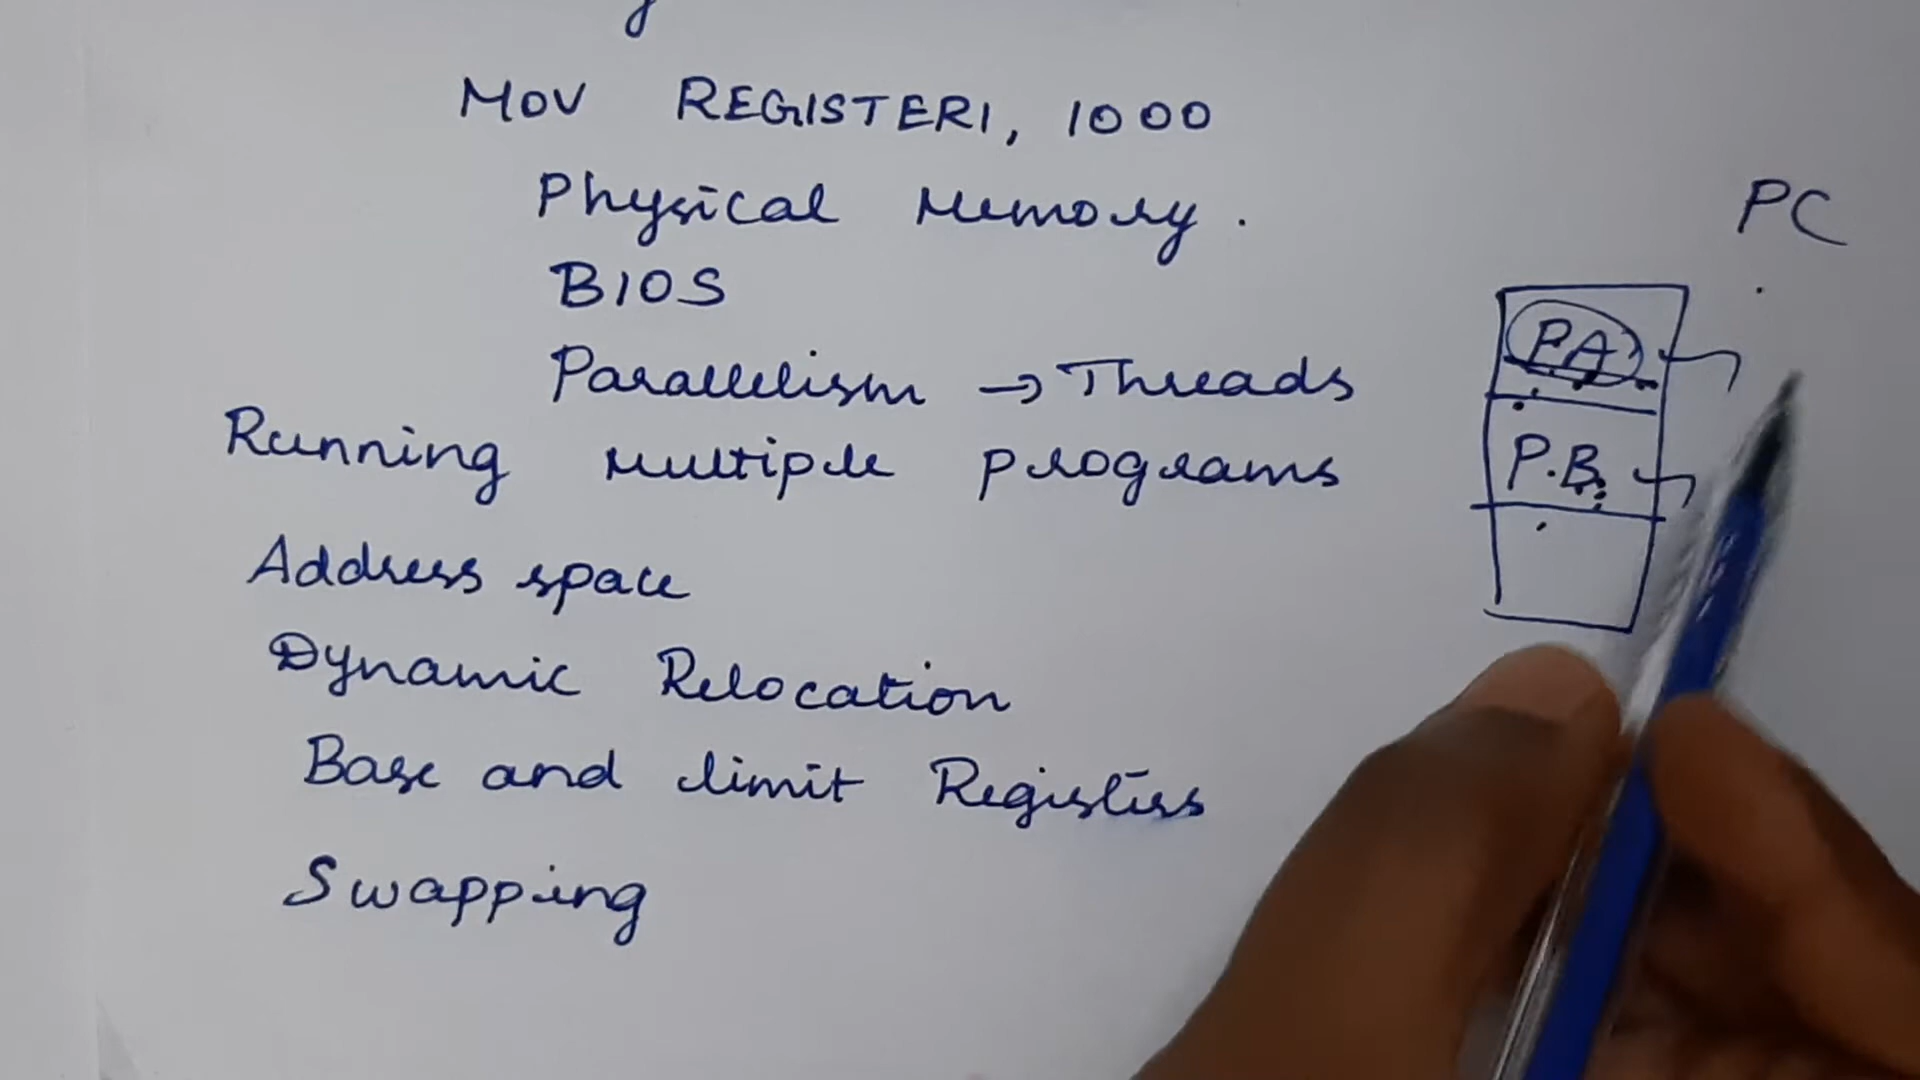 MOV REGISTER1, 1000
Physical Memory.
BIOS
Parallelism → Threads
Running multiple programs
Address space
Dynamic Relocation
Base and limit Registers
Swapping
PC
PA
P.B